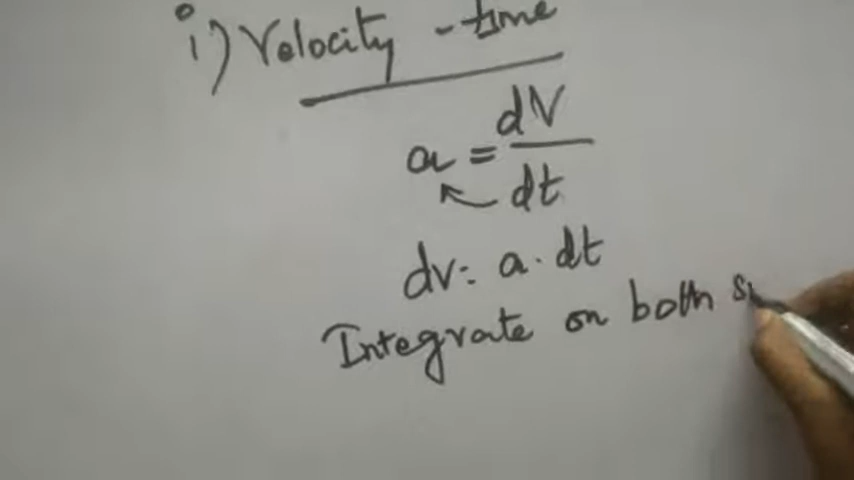 i) Velocity - time
a = dV
dt
dv = a. dt
Integrate on both